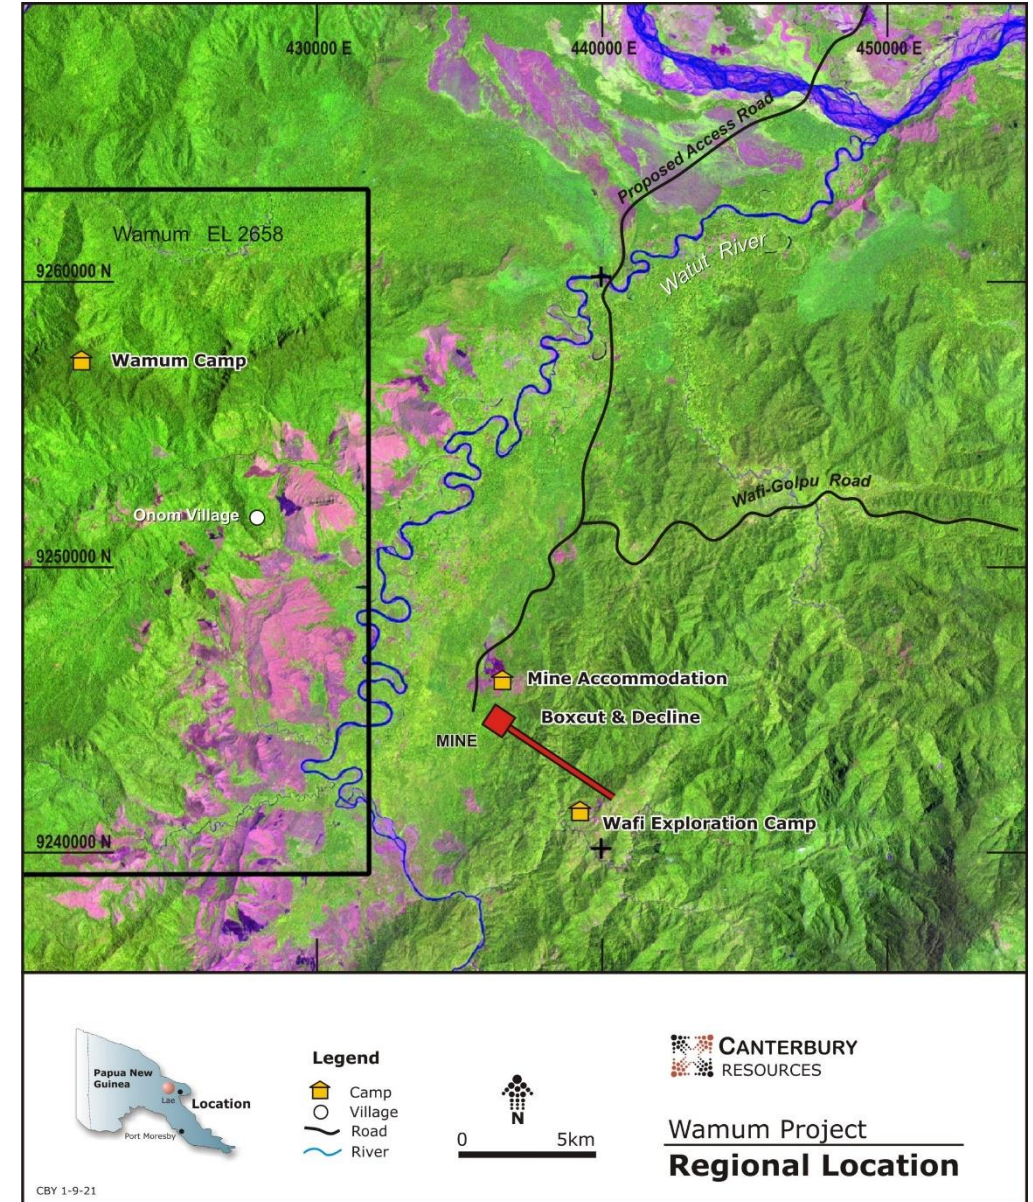 430000 E
440000 E
450000 E
Proposed Access Road
Wamum EL 2658
Watut River
9260000 N
Wamum Camp
Wafi-Golpu Road
Onom Village
9250000 N
Mine Accommodation
Boxcut & Decline
MINE
Wafi Exploration Camp
9240000 N
Papua New
Guinea
Lae
Location
Port Moresby
Legend
Camp
Village
Road
River
N
0 5km
CANTERBURY
RESOURCES
Wamum Project
Regional Location
CBY 1-9-21